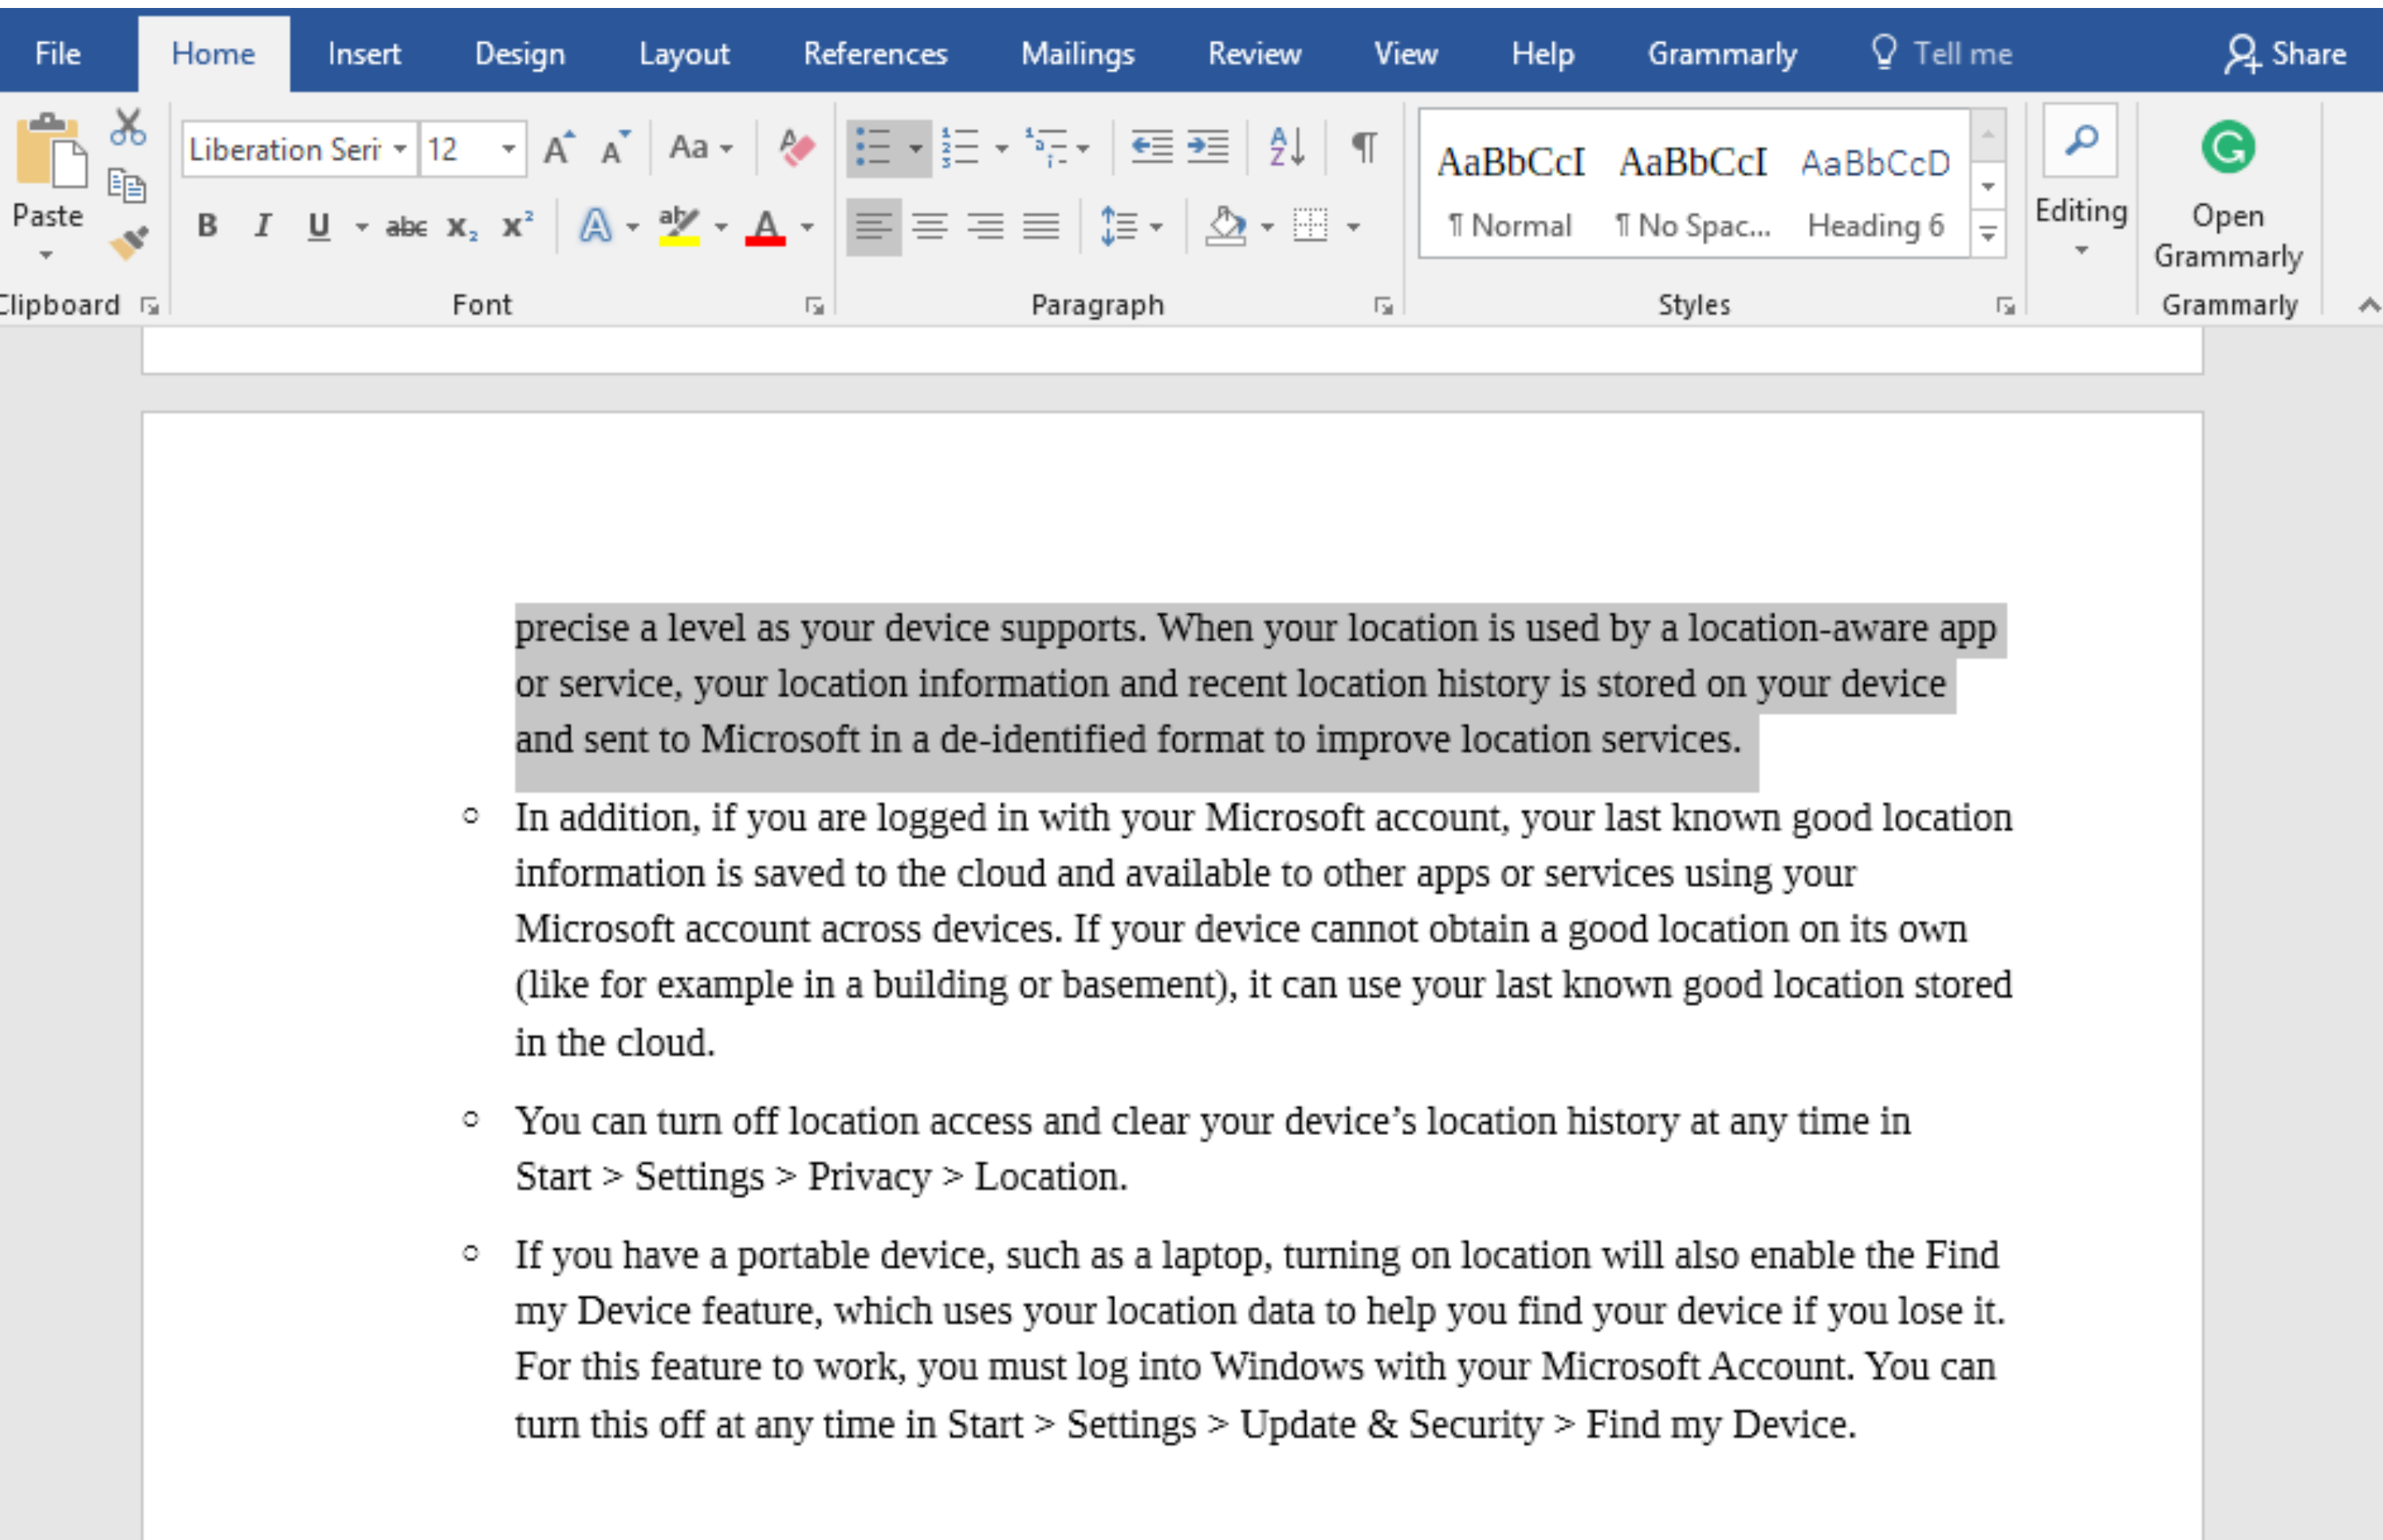 File Home Insert Design Layout References Mailings Review View Help Grammarly Tell me Share
Liberation Seri 12 Aa
AaBbCcI AaBbCcI AaBbCcD
Paste B I U abc x₂ x² A ab A ¶ Normal ¶ No Spac... Heading 6 Editing Open Grammarly
Clipboard Font Paragraph Styles Grammarly
precise a level as your device supports. When your location is used by a location-aware app
or service, your location information and recent location history is stored on your device
and sent to Microsoft in a de-identified format to improve location services.
○ In addition, if you are logged in with your Microsoft account, your last known good location
information is saved to the cloud and available to other apps or services using your
Microsoft account across devices. If your device cannot obtain a good location on its own
(like for example in a building or basement), it can use your last known good location stored
in the cloud.
○ You can turn off location access and clear your device’s location history at any time in
Start > Settings > Privacy > Location.
○ If you have a portable device, such as a laptop, turning on location will also enable the Find
my Device feature, which uses your location data to help you find your device if you lose it.
For this feature to work, you must log into Windows with your Microsoft Account. You can
turn this off at any time in Start > Settings > Update & Security > Find my Device.